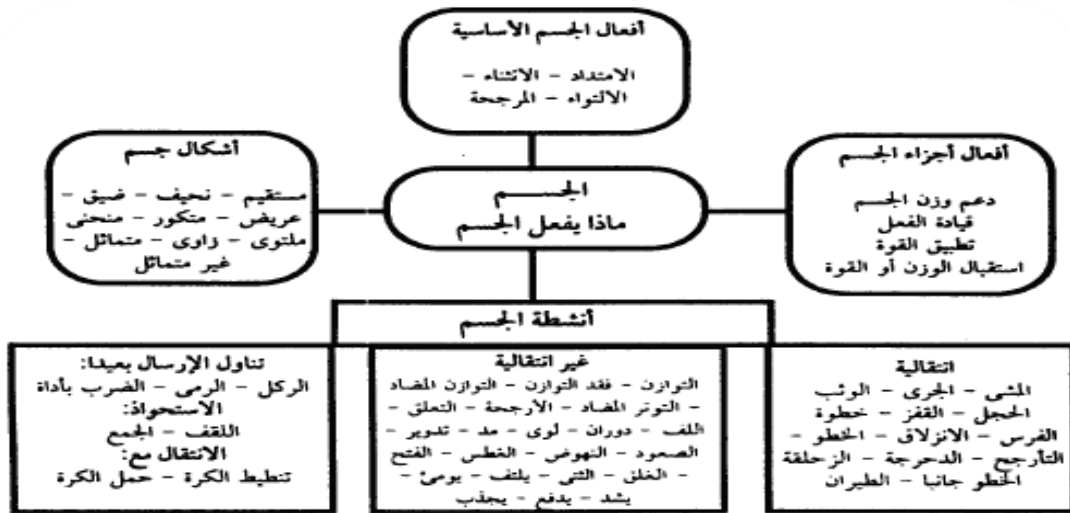 أفعال الجسم الأساسية
الامتداد - الانثناء -
الالتواء - المرجحة
أشكال جسم
مستقيم - نحيف - ضيق -
عريض - متكور - منحنى
ملتوى - زاوى - متماثل -
غير متماثل
الجسم
ماذا يفعل الجسم
أفعال أجزاء الجسم
دعم وزن الجسم
قيادة الفعل
تطبيق القوة
استقبال الوزن أو القوة
أنشطة الجسم
انتقالية
المشى - الجرى - الوثب
الحجل - القفز - خطوة
الفرس - الانزلاق - الخطو -
التأرجح - الدحرجة - الزحلقة
الخطو جانبا - الطيران
غير انتقالية
التوازن - فقد التوازن - التوازن المضاد
- التوتر المضاد - الأرجحة - التعلق -
اللف - دوران - لوى - مد - تدوير -
الصعود - النهوض - الغطس - الفتح
- الغلق - الثنى - يلتف - يومئ -
يشد - يدفع - يجذب
تناول الإرسال بعيدا:
الركل - الرمى - الضرب بأداة
الاستحواذ:
اللقف - الجمع
الانتقال مع:
تنطيط الكرة - حمل الكرة